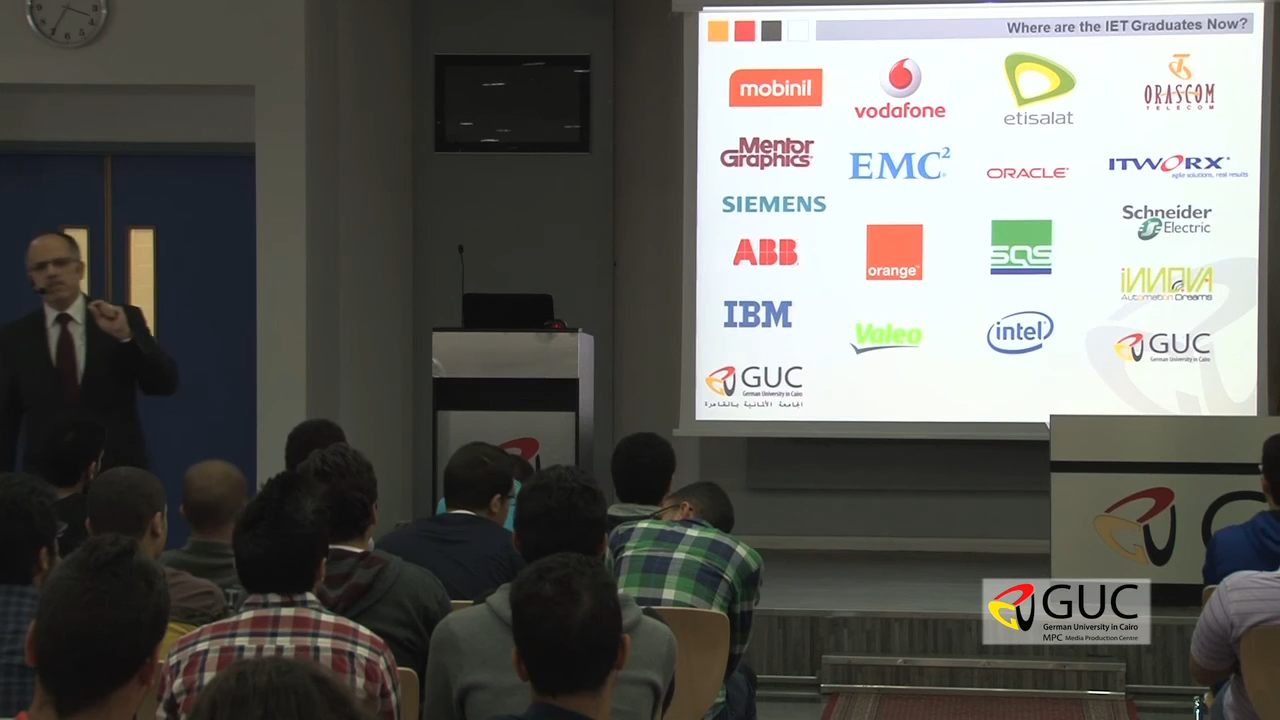 Where are the IET Graduates Now?
mobinil
vodafone
etisalat
ORASCOM
TELECOM
Mentor
Graphics
EMC²
ORACLE
ITWORX
agile solutions, real results
SIEMENS
Schneider
Electric
ABB
orange™
SGS
INNOVA
Automation Dreams
IBM
Valeo
intel
GUC
German University in Cairo
GUC
German University in Cairo
الجامعة الألمانية بالقاهرة
GUC
German University in Cairo
MPC Media Production Centre